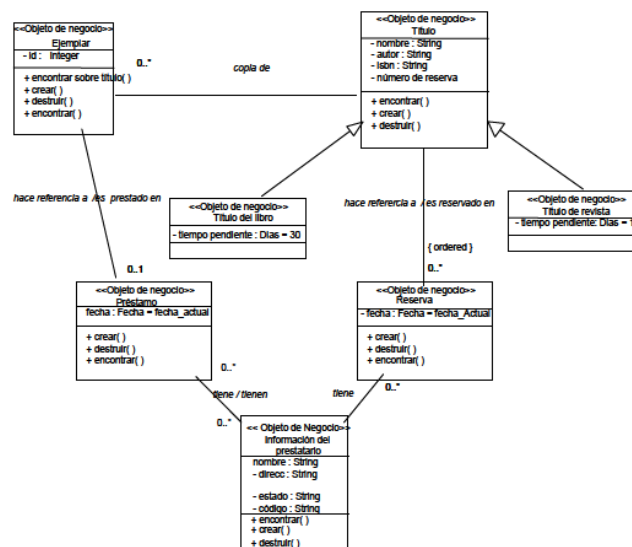 <<Objeto de negocio>>
Ejemplar
- id : Integer
+ encontrar sobre título( )
+ crear( )
+ destruir( )
+ encontrar( )
0..*
copia de
<<Objeto de negocio>>
Título
- nombre : String
- autor : String
- isbn : String
- número de reserva
+ encontrar( )
+ crear( )
+ destruir( )
hace referencia a / es prestado en
0..1
<<Objeto de negocio>>
Título del libro
- tiempo pendiente : Dias = 30
hace referencia a / es reservado en
{ ordered }
0..*
<<Objeto de negocio>>
Título de revista
- tiempo pendiente: Dias = 1
<<Objeto de negocio>>
Préstamo
fecha : Fecha = fecha_actual
+ crear( )
+ destruir( )
+ encontrar( )
0..*
<<Objeto de negocio>>
Reserva
- fecha : Fecha = fecha_Actual
+ crear( )
+ destruir( )
+ encontrar( )
0..*
tiene / tienen
0..*
tiene
<< Objeto de Negocio>>
Información del
prestatario
nombre : String
- direcc : String
- estado : String
- código : String
+ encontrar( )
+ crear( )
+ destruir( )